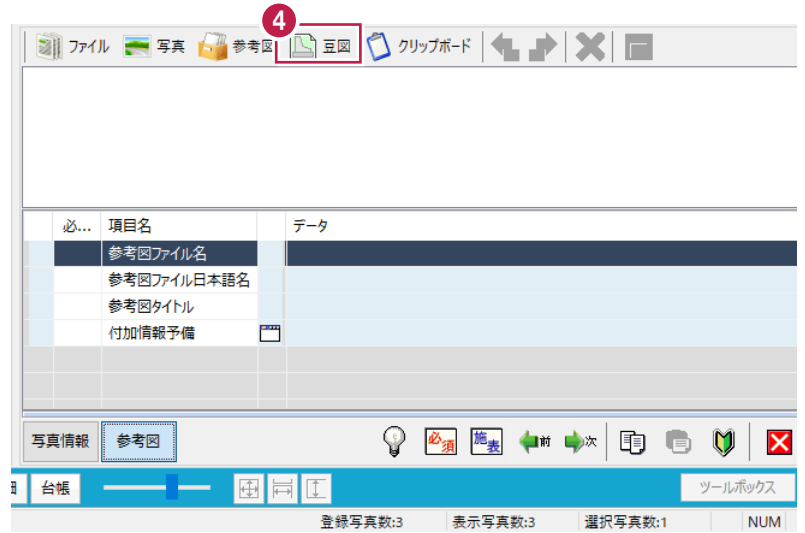 4
ファイル 写真 参考図 豆図 クリップボード
必... 項目名 データ
参考図ファイル名
参考図ファイル日本語名
参考図タイトル
付加情報予備
写真情報 参考図 必須 施表 前 次
台帳 ツールボックス
登録写真数:3 表示写真数:3 選択写真数:1 NUM